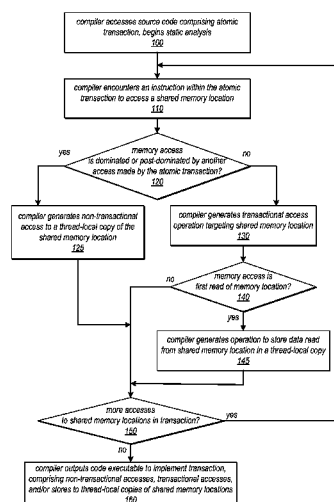 compiler accesses source code comprising atomic
transaction, begins static analysis
100
compiler encounters an instruction within the atomic
transaction to access a shared memory location
110
memory access
is dominated or post-dominated by another
access made by the atomic transaction?
120
yes
no
compiler generates non-transactional
access to a thread-local copy of the
shared memory location
125
compiler generates transactional access
operation targeting shared memory location
130
memory access is
first read of memory location?
140
no
yes
compiler generates operation to store data read
from shared memory location in a thread-local copy
145
more accesses
to shared memory locations in transaction?
150
yes
no
compiler outputs code executable to implement transaction,
comprising non-transactional accesses, transactional accesses,
and/or stores to thread-local copies of shared memory locations
160